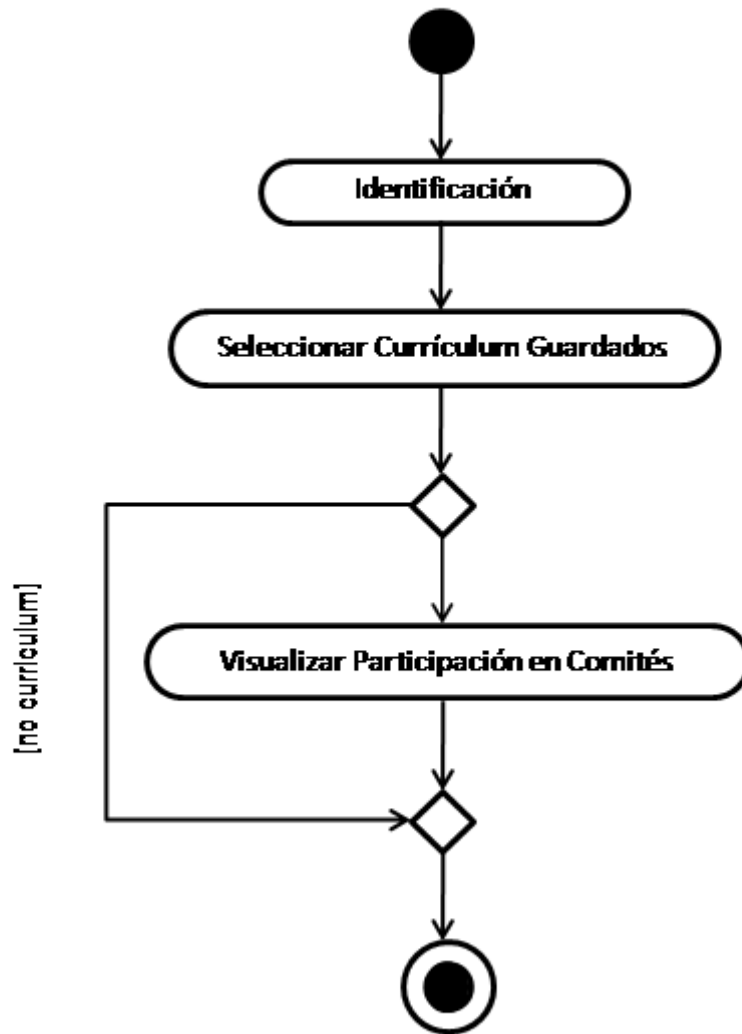 Identificación
Seleccionar Currículum Guardados
[no curriculum]
Visualizar Participación en Comités